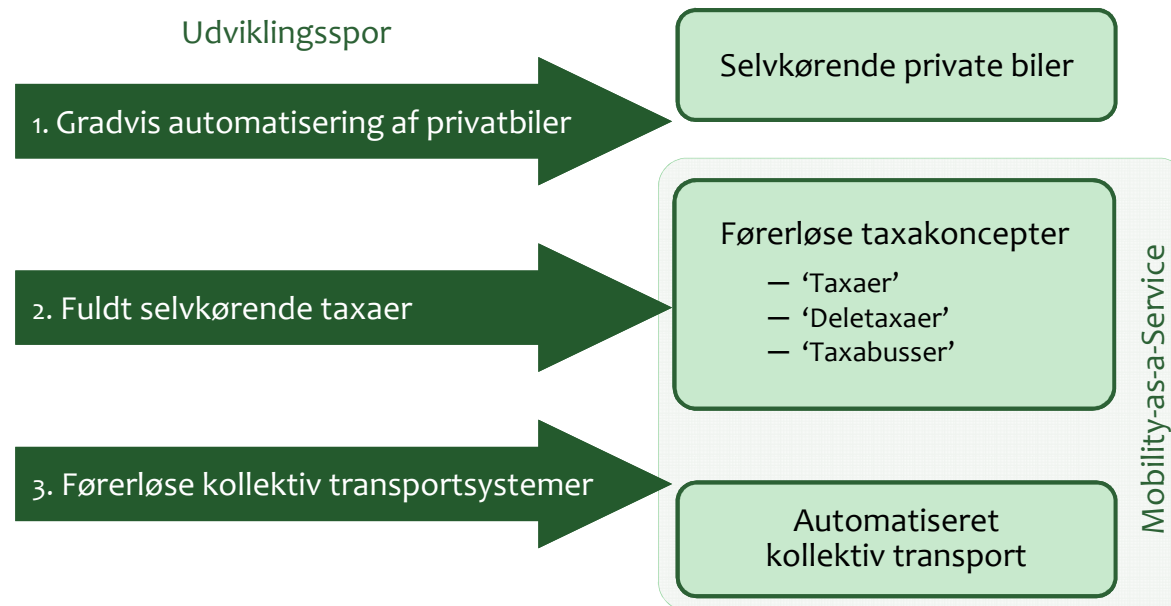 Udviklingsspor
1. Gradvis automatisering af privatbiler
Selvkørende private biler
2. Fuldt selvkørende taxaer
Førerløse taxakoncepter
– ‘Taxaer’
– ‘Deletaxaer’
– ‘Taxabusser’
3. Førerløse kollektiv transportsystemer
Automatiseret
kollektiv transport
Mobility-as-a-Service